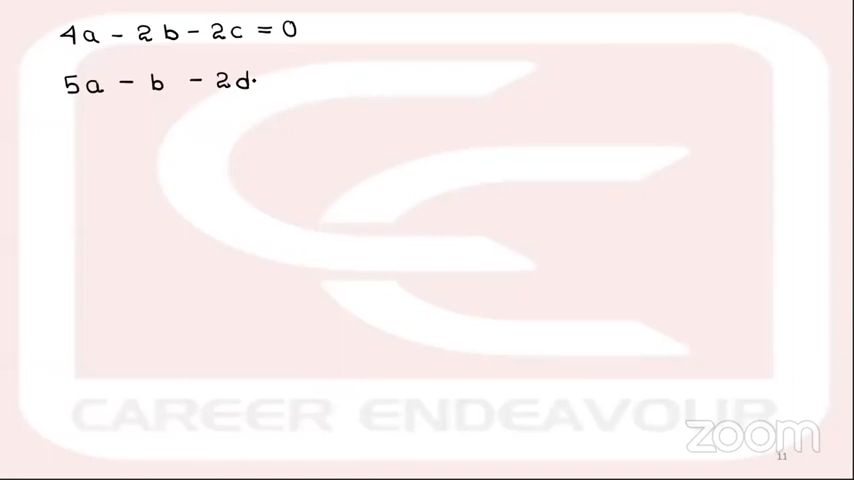 4a - 2b - 2c = 0
5a - b - 2d
CAREER ENDEAVOUR
zoom
11